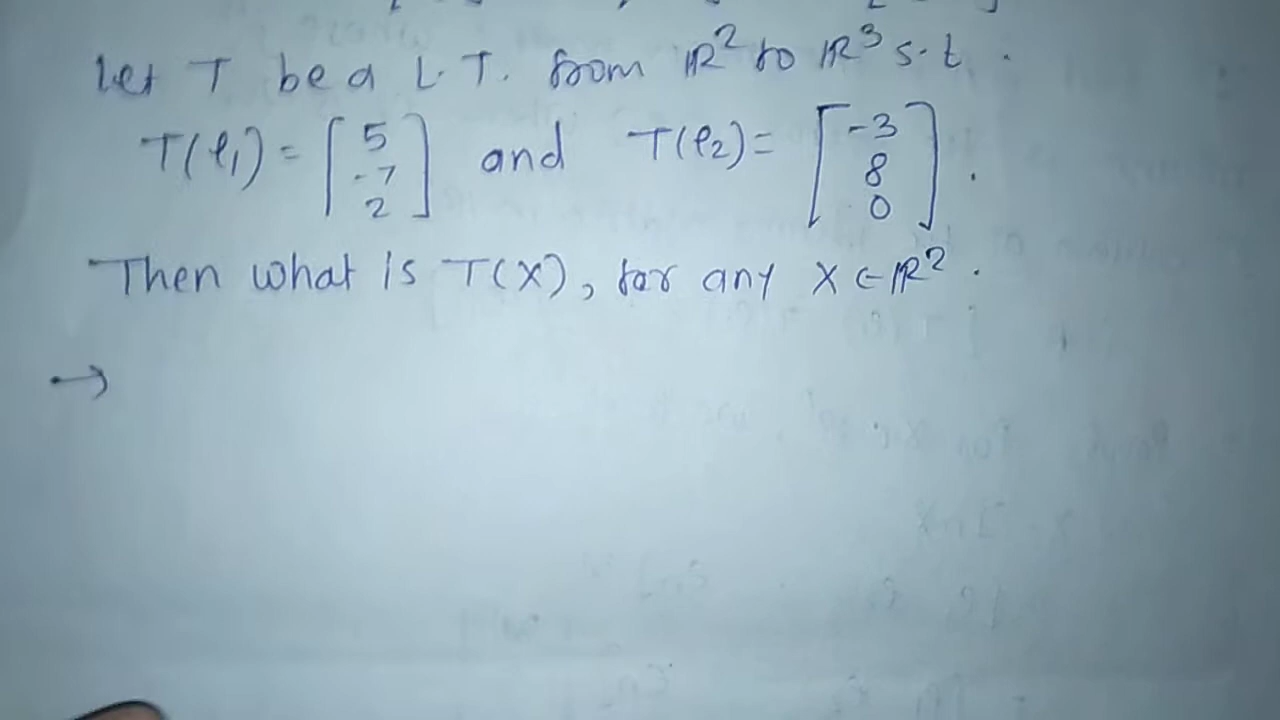 Let T be a L.T. from ℝ² to ℝ³ s.t.
T(e₁) = [5 -7 2] and T(e₂) = [-3 8 0].
Then what is T(X), for any X ∈ ℝ².
→